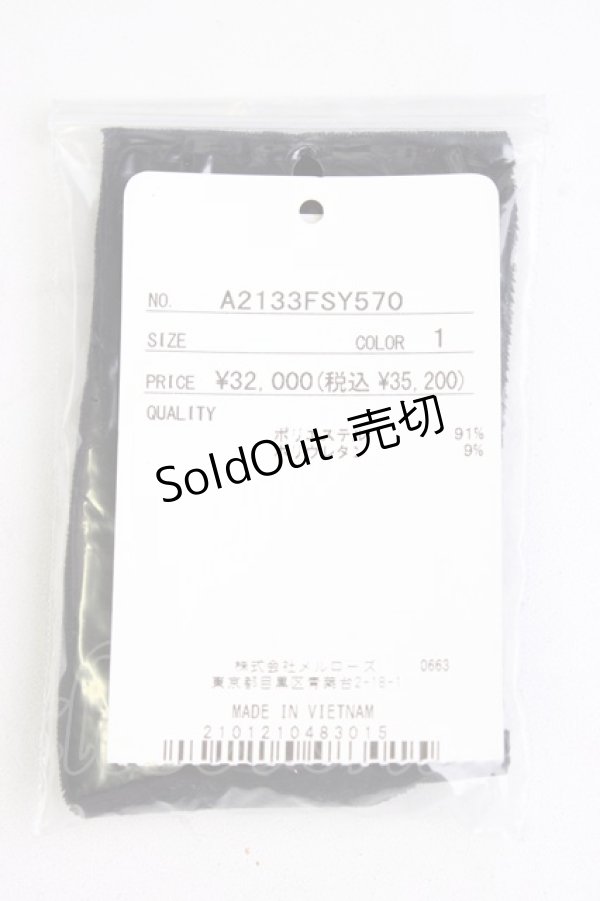 NO. A2133FSY570
SIZE COLOR 1
PRICE ¥32,000(税込 ¥35,200)
QUALITY
91%
9%
SoldOut 売切
株式会社メルローズ 0663
東京都目黒区青葉台2-18-1
MADE IN VIETNAM
2101210483015